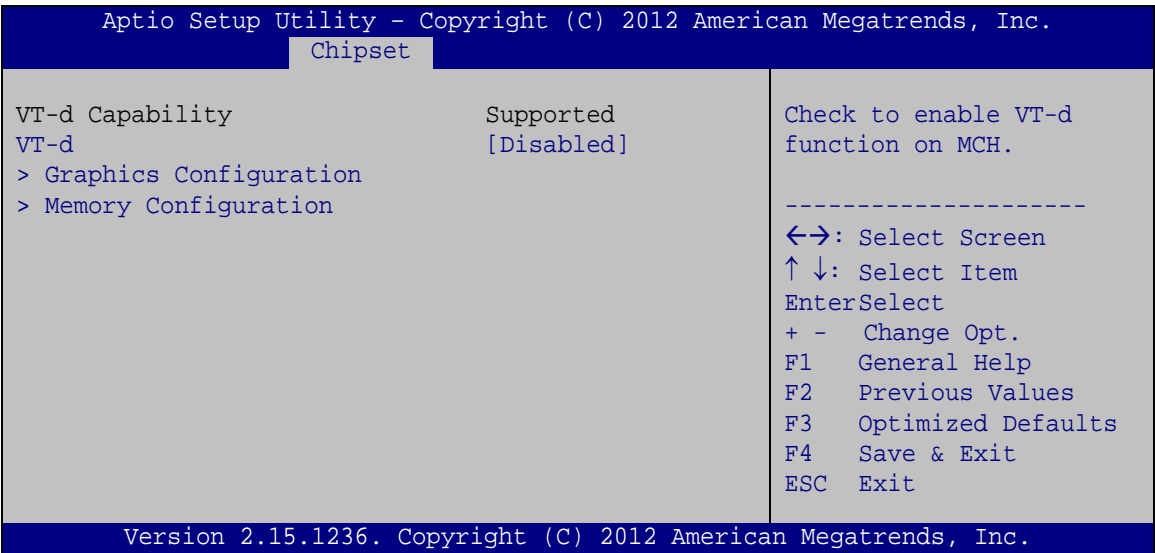 Aptio Setup Utility – Copyright (C) 2012 American Megatrends, Inc.
Chipset
VT-d Capability Supported
VT-d [Disabled]
> Graphics Configuration
> Memory Configuration
Check to enable VT-d
function on MCH.
---------------------
←→: Select Screen
↑ ↓: Select Item
EnterSelect
+ - Change Opt.
F1 General Help
F2 Previous Values
F3 Optimized Defaults
F4 Save & Exit
ESC Exit
Version 2.15.1236. Copyright (C) 2012 American Megatrends, Inc.